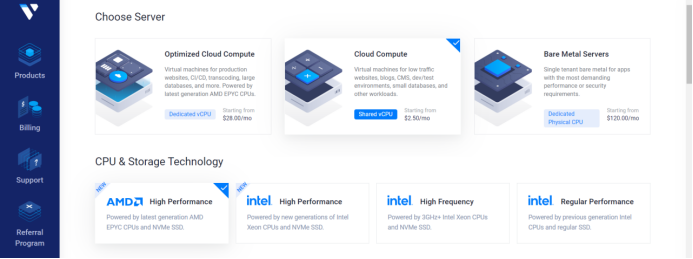 Choose Server
Optimized Cloud Compute
Virtual machines for production
websites, CI/CD, transcoding, large
databases, and more. Powered by
latest generation AMD EPYC CPUs.
Dedicated vCPU
Starting from
$28.00/mo
Cloud Compute
Virtual machines for low traffic
websites, blogs, CMS, dev/test
environments, small databases, and
other workloads.
Shared vCPU
Starting from
$2.50/mo
Bare Metal Servers
Single tenant bare metal for apps
with the most demanding
performance or security
requirements.
Dedicated
Physical CPU
Starting from
$120.00/mo
Products
Billing
Support
Referral
Program
CPU & Storage Technology
NEW
AMD High Performance
Powered by latest generation AMD
EPYC CPUs and NVMe SSD.
NEW
intel. High Performance
Powered by new generations of Intel
Xeon CPUs and NVMe SSD.
intel. High Frequency
Powered by 3GHz+ Intel Xeon CPUs
and NVMe SSD.
intel. Regular Performance
Powered by previous generation Intel
CPUs and regular SSD.